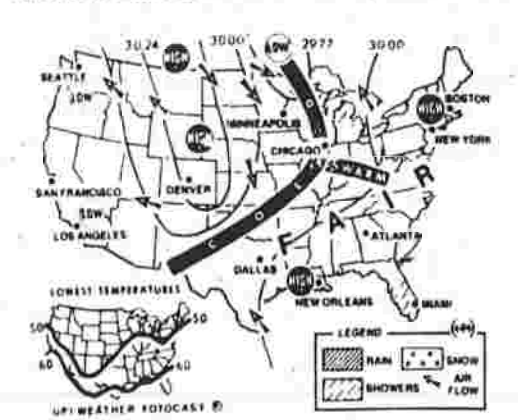 30.24 30.00 LOW 29.77 30.00
HIGH
SEATTLE
LOW
HIGH
BOSTON
MINNEAPOLIS
NEW YORK
HIGH
CHICAGO
WARM
SAN FRANCISCO
DENVER
COLD
LOW
LOS ANGELES
FAIR
ATLANTA
DALLAS
HIGH
NEW ORLEANS
MIAMI
LOWEST TEMPERATURES
50 50
60 60
LEGEND
RAIN SNOW
SHOWERS AIR FLOW
UPI WEATHER FOTOCAST ®